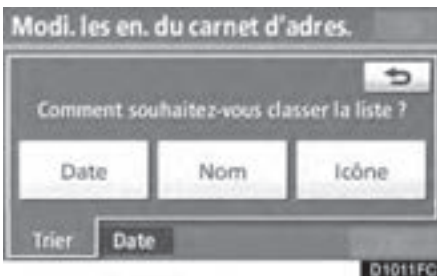 Modi. les en. du carnet d'adres.
Comment souhaitez-vous classer la liste ?
Date Nom Icône
Trier Date
D1011FC